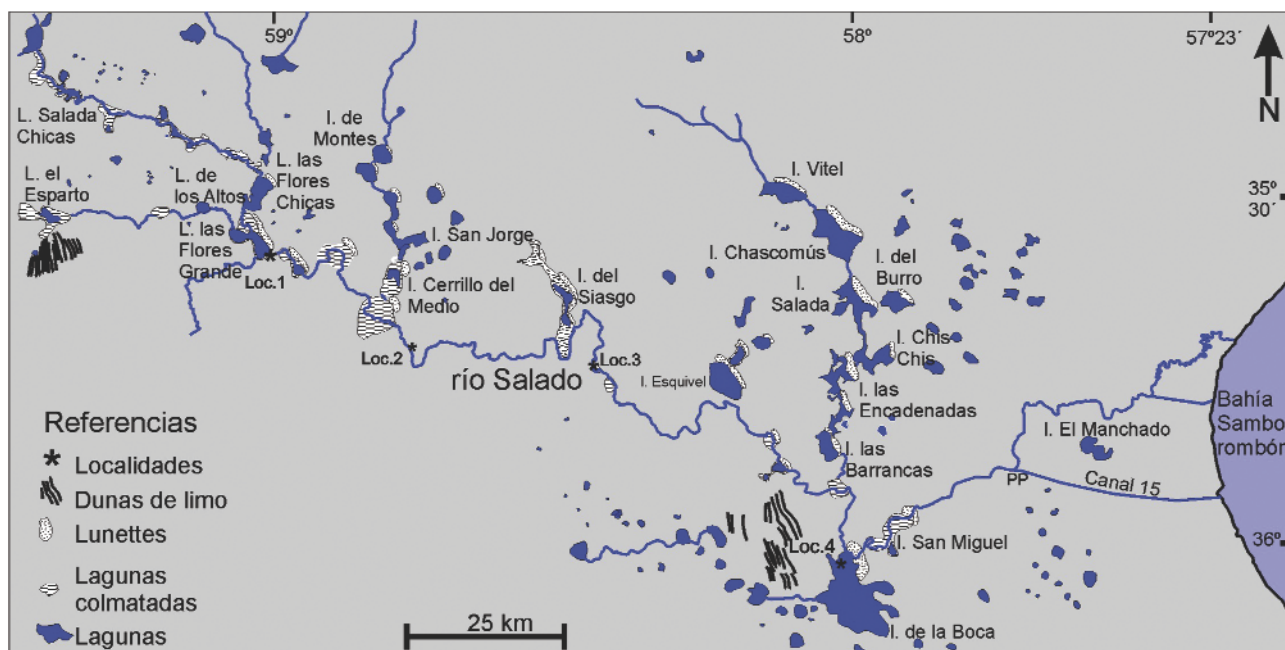 59º
58º
57º23´
N
L. Salada
Chicas
I. de
Montes
L. las
Flores
Chicas
L. el
Esparto
L. de
los Altos
L. las
Flores
Grande
Loc.1
I. San Jorge
I. Cerrillo del
Medio
Loc.2
I. del
Siasgo
Loc.3
río Salado
I. Vitel
I. Chascomús
I. del
Burro
I.
Salada
I. Chis
Chis
I. Esquivel
I. las
Encadenadas
I. las
Barrancas
35º
30´
Bahía
Sambo
rombón
I. El Manchado
PP
Canal 15
36º
Loc.4
I. San Miguel
I. de la Boca
Referencias
Localidades
Dunas de limo
Lunettes
Lagunas
colmatadas
Lagunas
25 km